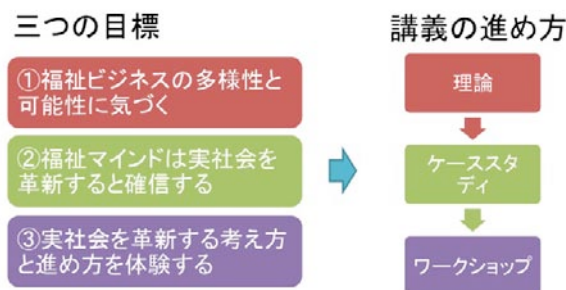 三つの目標
①福祉ビジネスの多様性と
可能性に気づく
②福祉マインドは実社会を
革新すると確信する
③実社会を革新する考え方
と進め方を体験する
講義の進め方
理論
ケーススタ
ディ
ワークショップ